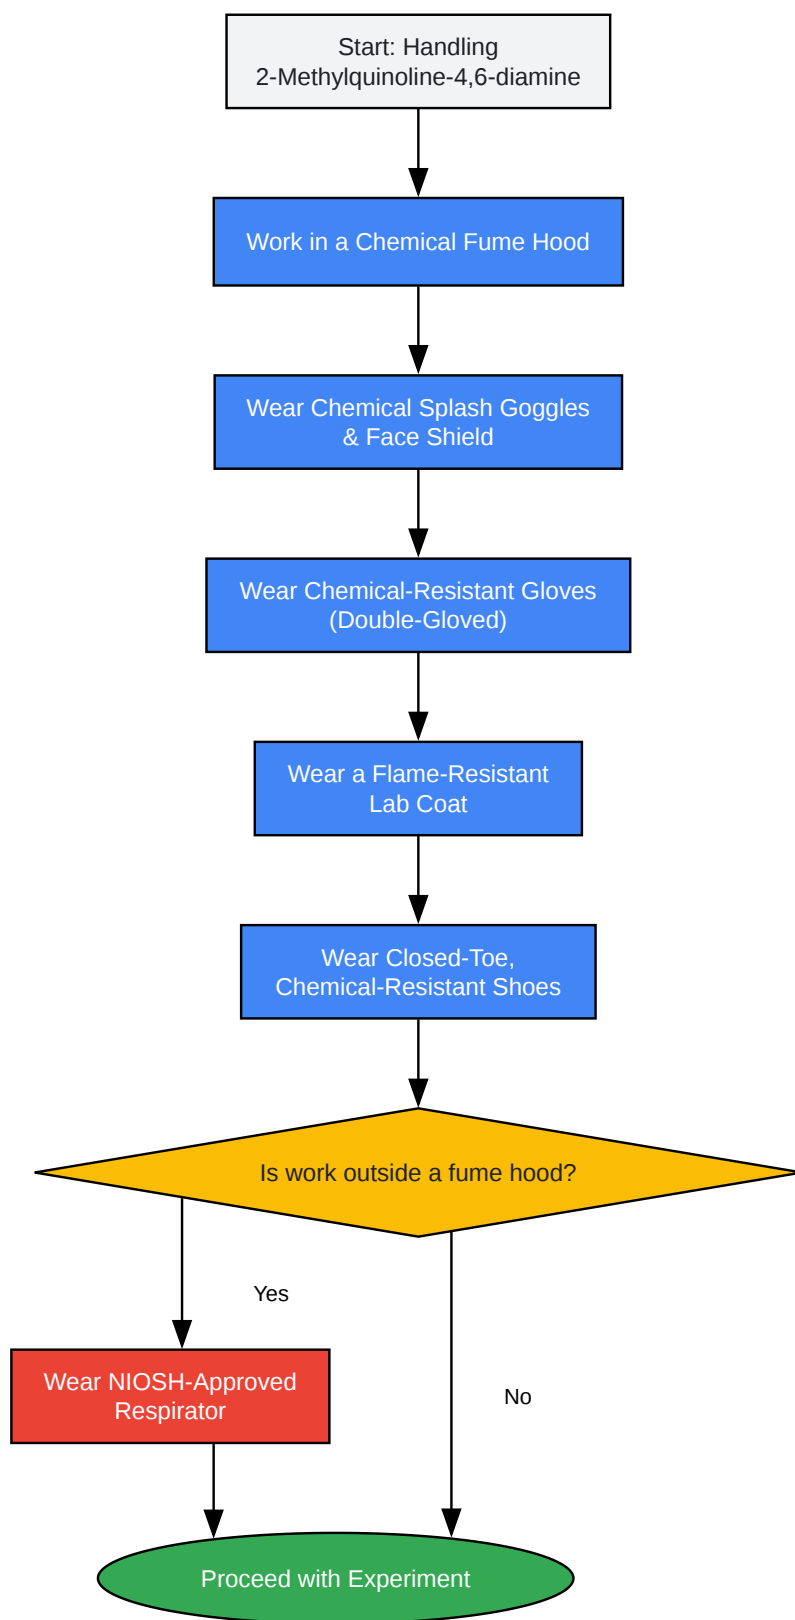 Start: Handling
2-Methylquinoline-4,6-diamine
Work in a Chemical Fume Hood
Wear Chemical Splash Goggles
& Face Shield
Wear Chemical-Resistant Gloves
(Double-Gloved)
Wear a Flame-Resistant
Lab Coat
Wear Closed-Toe,
Chemical-Resistant Shoes
Is work outside a fume hood?
Yes
Wear NIOSH-Approved
Respirator
No
Proceed with Experiment